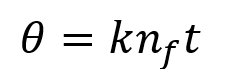 θ = kn_f t